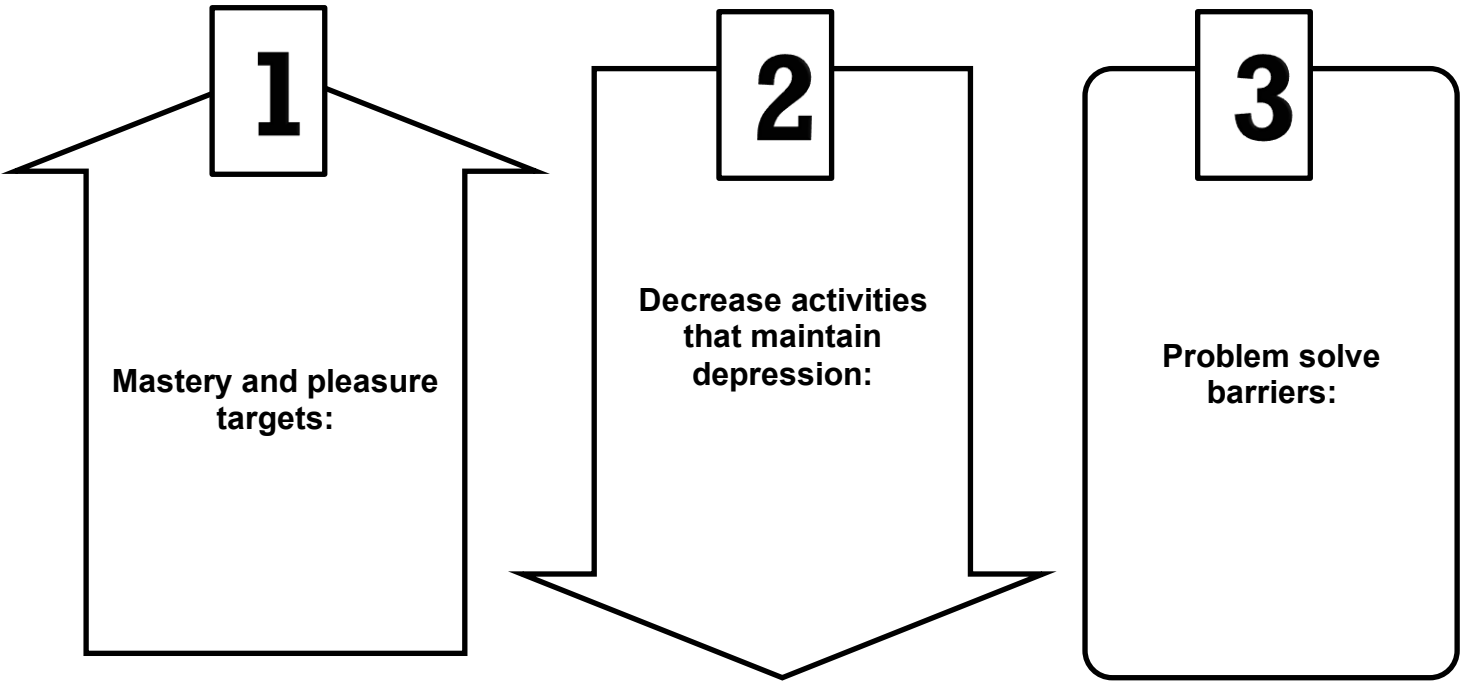 1
Mastery and pleasure
targets:
2
Decrease activities
that maintain
depression:
3
Problem solve
barriers: